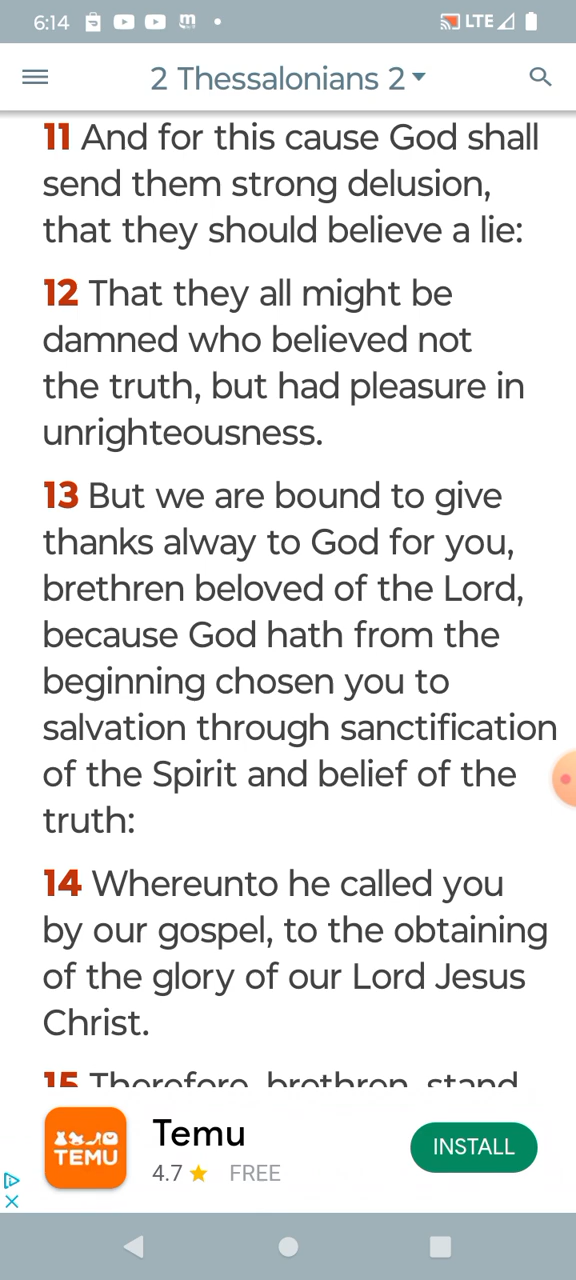 6:14 LTE
2 Thessalonians 2
11 And for this cause God shall
send them strong delusion,
that they should believe a lie:
12 That they all might be
damned who believed not
the truth, but had pleasure in
unrighteousness.
13 But we are bound to give
thanks alway to God for you,
brethren beloved of the Lord,
because God hath from the
beginning chosen you to
salvation through sanctification
of the Spirit and belief of the
truth:
14 Whereunto he called you
by our gospel, to the obtaining
of the glory of our Lord Jesus
Christ.
15 Therefore, brethren, stand
TEMU
Temu
4.7 FREE
INSTALL